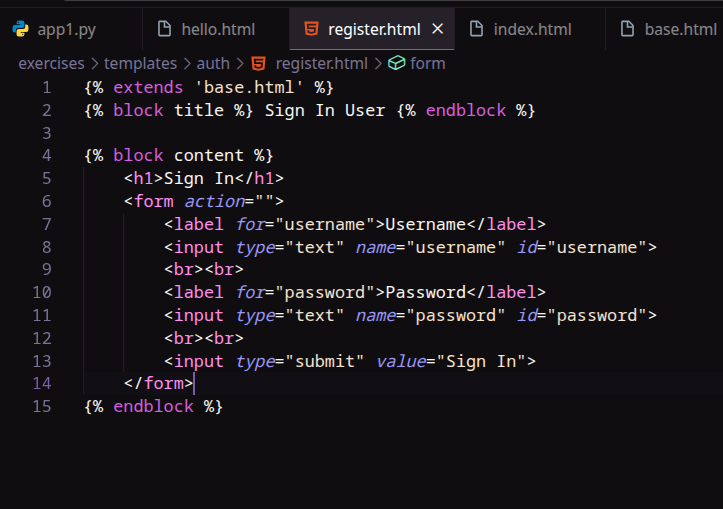 app1.py hello.html register.html × index.html base.html
exercises > templates > auth > register.html > form
1 {% extends 'base.html' %}
2 {% block title %} Sign In User {% endblock %}
3
4 {% block content %}
5     <h1>Sign In</h1>
6     <form action="">
7         <label for="username">Username</label>
8         <input type="text" name="username" id="username">
9         <br><br>
10         <label for="password">Password</label>
11         <input type="text" name="password" id="password">
12         <br><br>
13         <input type="submit" value="Sign In">
14     </form>
15 {% endblock %}